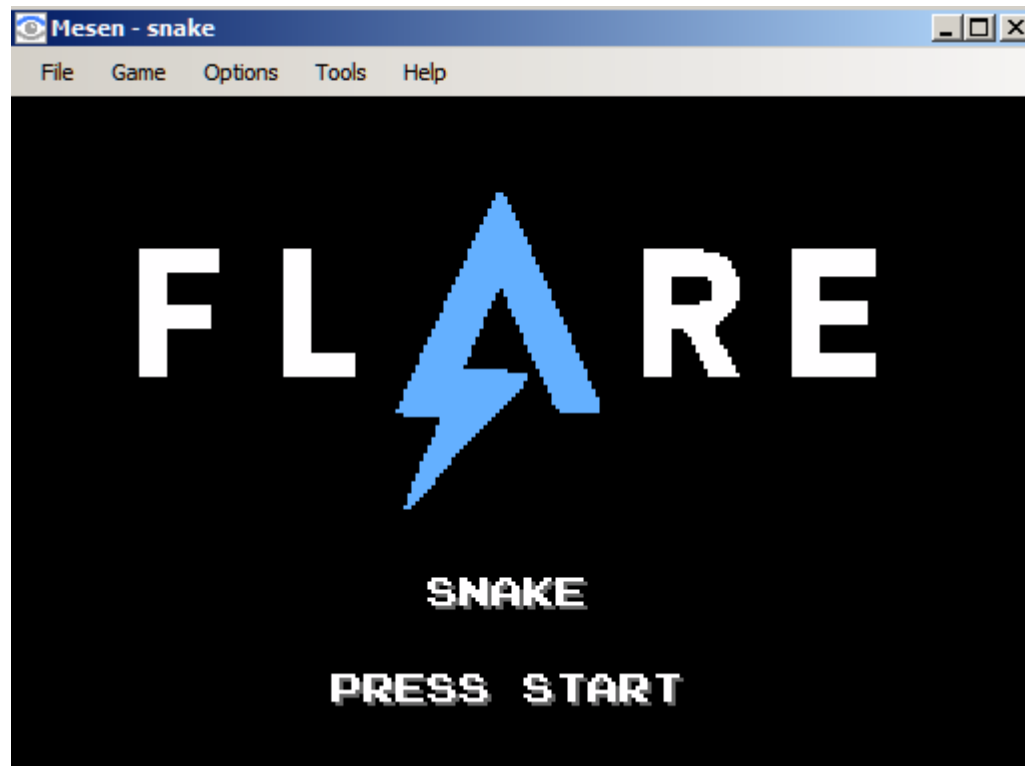 Mesen - snake
File Game Options Tools Help
FLARE
SNAKE
PRESS START